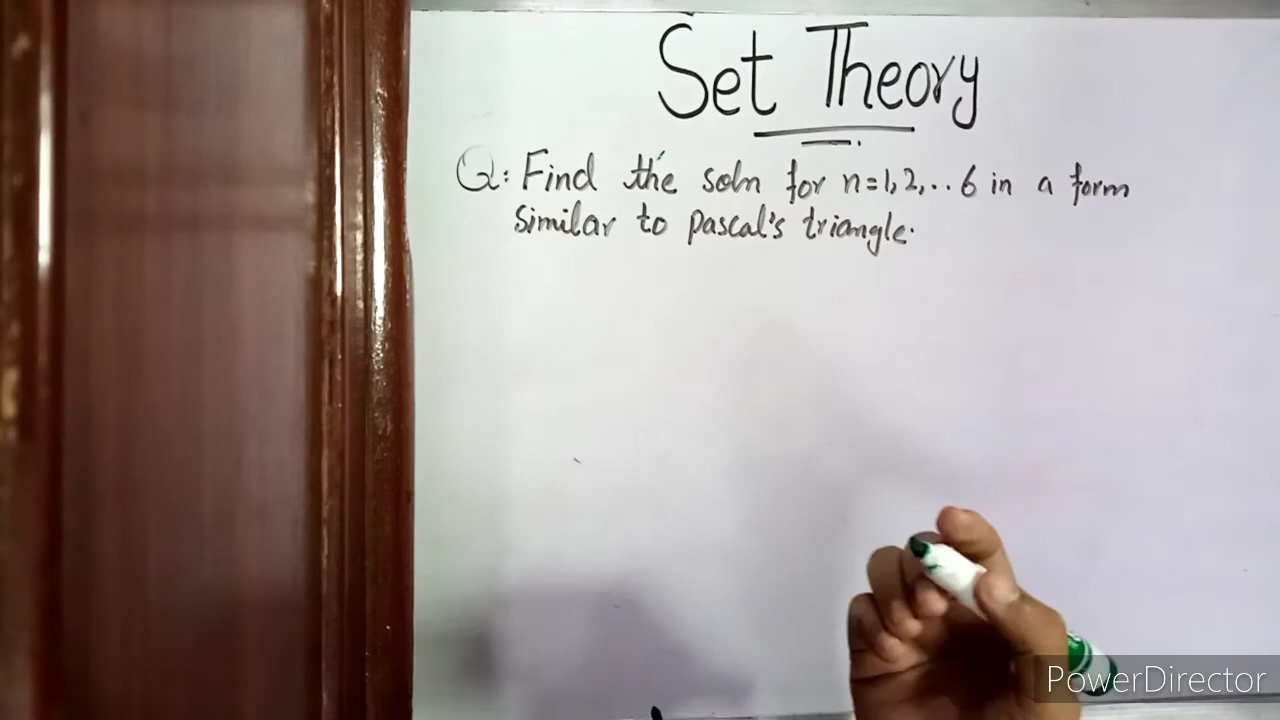 Set Theory
Q: Find the soln for n=1,2,..6 in a form
similar to pascal's triangle.
PowerDirector